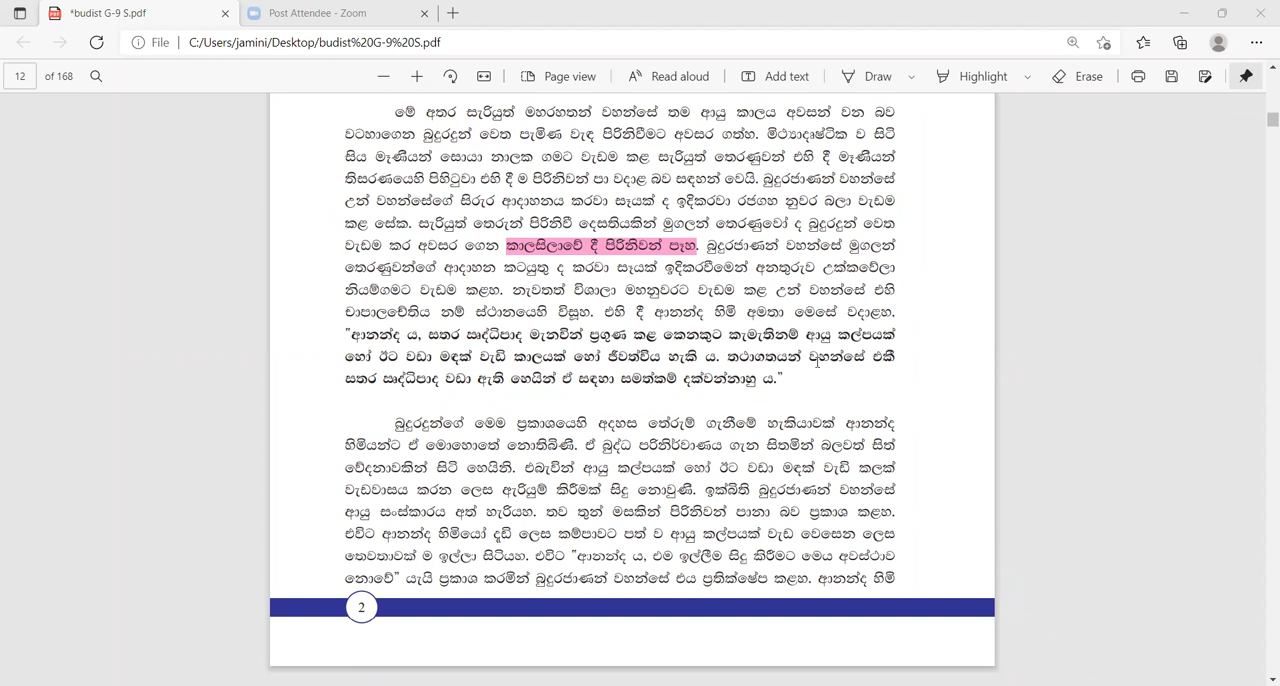 *budist G-9 S.pdf
Post Attendee - Zoom
File | C:/Users/jamini/Desktop/budist%20G-9%20S.pdf
12 of 168 Page view Read aloud Add text Draw Highlight Erase
මේ අතර සැරියුත් මහරහතන් වහන්සේ තම ආයු කාලය අවසන් වන බව
වටහාගෙන බුදුරදුන් වෙත පැමිණ වැඳ පිරිනිවීමට අවසර ගත්හ. මිථ්‍යාදෘෂ්ටික ව සිටි
සිය මෑණියන් සොයා නාලක ගමට වැඩම කළ සැරියුත් තෙරණුවන් එහි දී මෑණියන්
තිසරණයෙහි පිහිටුවා එහි දී ම පිරිනිවන් පා වදාළ බව සඳහන් වෙයි. බුදුරජාණන් වහන්සේ
උන් වහන්සේගේ සිරුර ආදාහනය කරවා සෑයක් ද ඉදිකරවා රජගහ නුවර බලා වැඩම
කළ සේක. සැරියුත් තෙරුන් පිරිනිවී දෙසතියකින් මුගලන් තෙරණුවෝ ද බුදුරදුන් වෙත
වැඩම කර අවසර ගෙන කාලසිලාවේ දී පිරිනිවන් පෑහ. බුදුරජාණන් වහන්සේ මුගලන්
තෙරණුවන්ගේ ආදාහන කටයුතු ද කරවා සෑයක් ඉදිකරවීමෙන් අනතුරුව උක්කවේලා
නියම්ගමට වැඩම කළහ. නැවතත් විශාලා මහනුවරට වැඩම කළ උන් වහන්සේ එහි
චාපාලචේතිය නම් ස්ථානයෙහි විසූහ. එහි දී ආනන්ද හිමි අමතා මෙසේ වදාළහ.
"ආනන්ද ය, සතර ඍද්ධිපාද මැනවින් ප්‍රගුණ කළ කෙනකුට කැමැතිනම් ආයු කල්පයක්
හෝ ඊට වඩා මඳක් වැඩි කාලයක් හෝ ජීවත්විය හැකි ය. තථාගතයන් වහන්සේ එකී
සතර ඍද්ධිපාද වඩා ඇති හෙයින් ඒ සඳහා සමත්කම් දක්වන්නාහු ය."
බුදුරදුන්ගේ මෙම ප්‍රකාශයෙහි අදහස තේරුම් ගැනීමේ හැකියාවක් ආනන්ද
හිමියන්ට ඒ මොහොතේ නොතිබිණි. ඒ බුද්ධ පරිනිර්වාණය ගැන සිතමින් බලවත් සිත්
වේදනාවකින් සිටි හෙයිනි. එබැවින් ආයු කල්පයක් හෝ ඊට වඩා මඳක් වැඩි කලක්
වැඩවාසය කරන ලෙස ඇරියුම් කිරීමක් සිදු නොවුණි. ඉක්බිති බුදුරජාණන් වහන්සේ
ආයු සංස්කාරය අත් හැරියහ. තව තුන් මසකින් පිරිනිවන් පානා බව ප්‍රකාශ කළහ.
එවිට ආනන්ද හිමියෝ දැඩි ලෙස කම්පාවට පත් ව ආයු කල්පයක් වැඩ වෙසෙන ලෙස
තෙවතාවක් ම ඉල්ලා සිටියහ. එවිට "ආනන්ද ය, එම ඉල්ලීම සිදු කිරීමට මෙය අවස්ථාව
නොවේ" යැයි ප්‍රකාශ කරමින් බුදුරජාණන් වහන්සේ එය ප්‍රතික්ෂේප කළහ. ආනන්ද හිමි
2